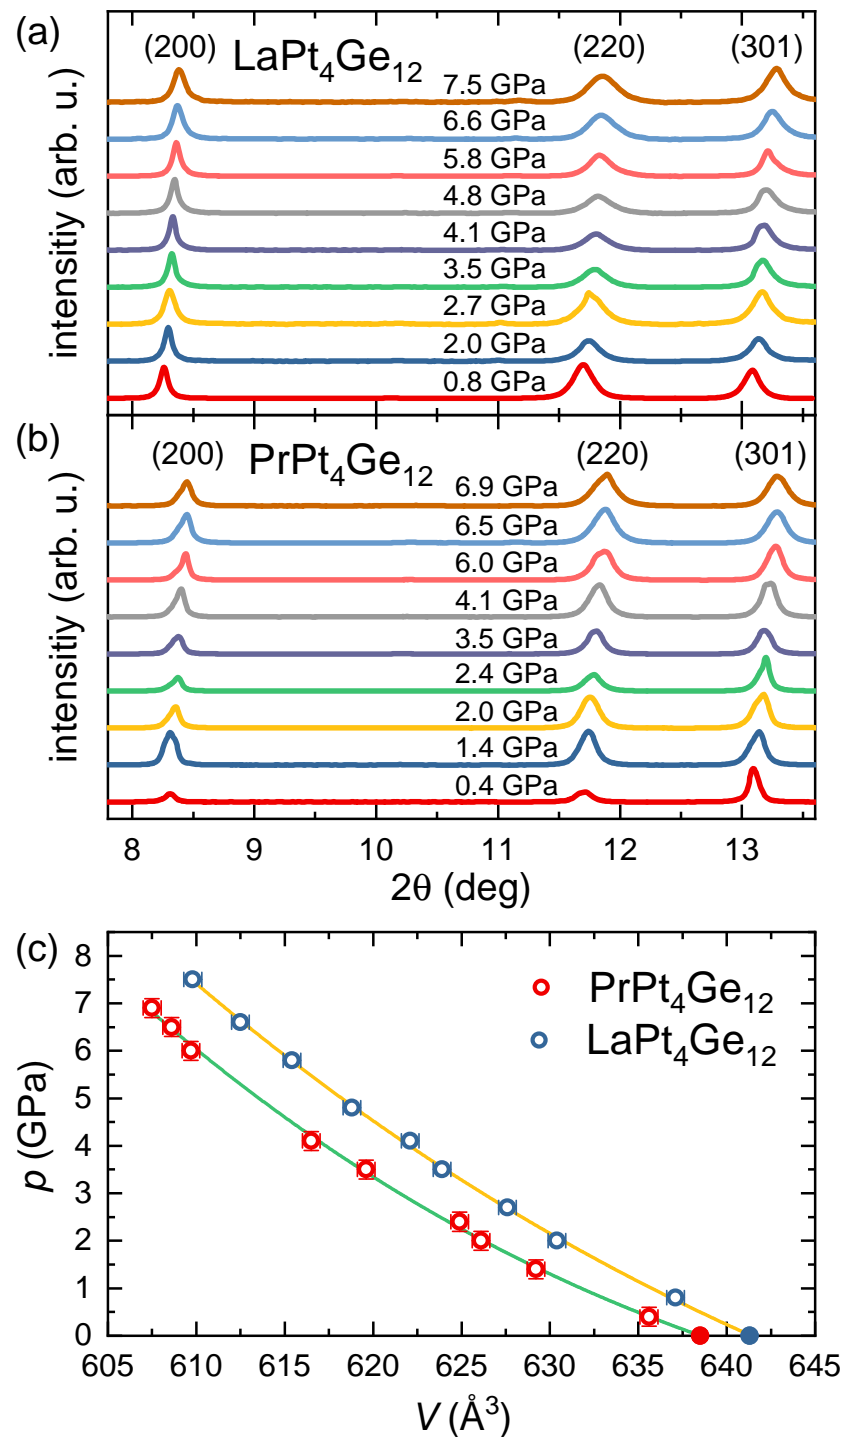 (a)
(200) LaPt₄Ge₁₂ (220) (301)
7.5 GPa
6.6 GPa
5.8 GPa
4.8 GPa
4.1 GPa
3.5 GPa
2.7 GPa
2.0 GPa
0.8 GPa
intensitiy (arb. u.)
(b)
(200) PrPt₄Ge₁₂ (220) (301)
6.9 GPa
6.5 GPa
6.0 GPa
4.1 GPa
3.5 GPa
2.4 GPa
2.0 GPa
1.4 GPa
0.4 GPa
intensitiy (arb. u.)
8 9 10 11 12 13
2θ (deg)
(c)
8
7
6
5
4
3
2
1
0
p (GPa)
PrPt₄Ge₁₂
LaPt₄Ge₁₂
605 610 615 620 625 630 635 640 645
V (Å³)